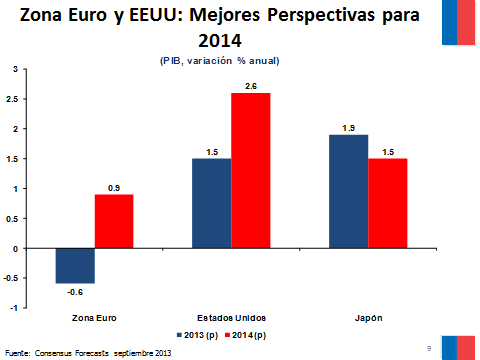 Zona Euro y EEUU: Mejores Perspectivas para
2014
(PIB, variación % anual)
3
2.5
2
1.5
1
0.5
0
-0.5
-1
-0.6
0.9
1.5
2.6
1.9
1.5
Zona Euro
Estados Unidos
Japón
2013 (p)
2014 (p)
Fuente: Consensus Forecasts septiembre 2013
9